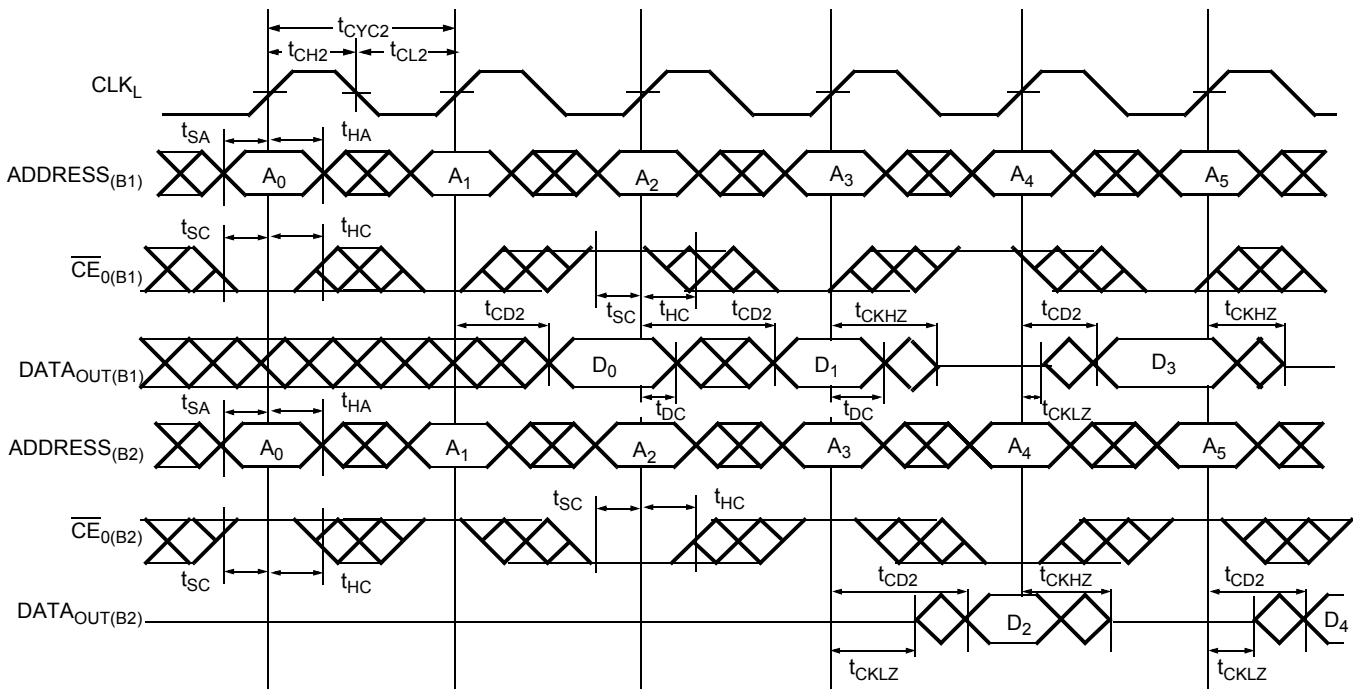 tCYC2
tCH2 tCL2
CLKL
tSA tHA
ADDRESS(B1) A0 A1 A2 A3 A4 A5
tSC tHC
CE0(B1)
tSC tHC
tCD2 tCD2 tCKHZ tCD2 tCKHZ
DATAOUT(B1) D0 D1 D3
tDC tDC tCKLZ
tSA tHA
ADDRESS(B2) A0 A1 A2 A3 A4 A5
tSC tHC
CE0(B2)
tSC tHC
tCD2 tCKHZ tCD2
DATAOUT(B2) D2 D4
tCKLZ tCKLZ